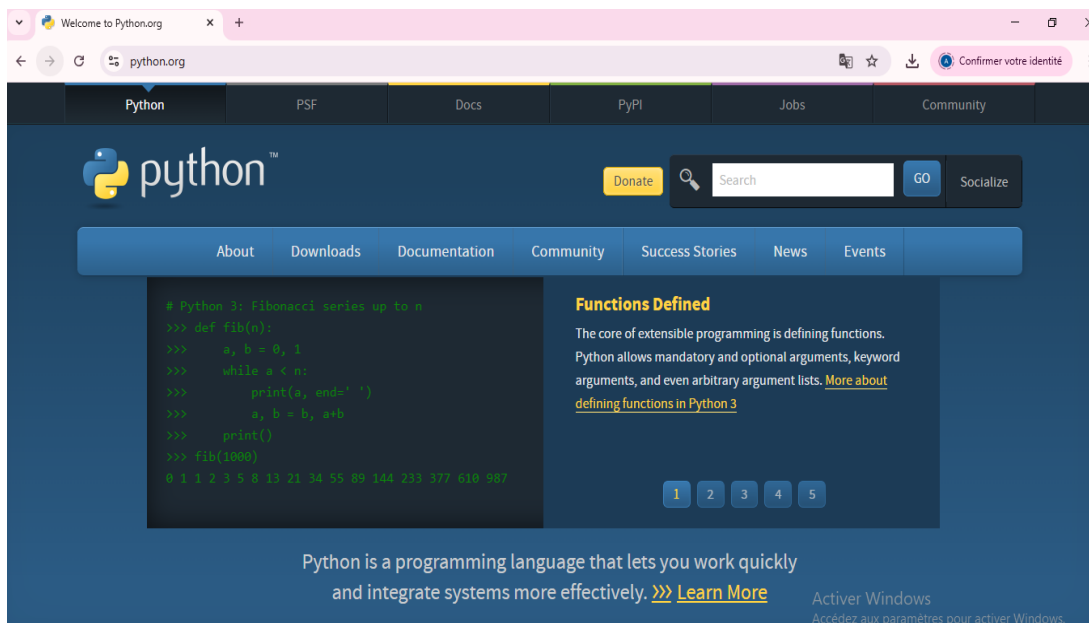 Welcome to Python.org
python.org
Confirmer votre identité
Python PSF Docs PyPI Jobs Community
python™
Donate Search GO Socialize
About Downloads Documentation Community Success Stories News Events
# Python 3: Fibonacci series up to n
>>> def fib(n):
>>>     a, b = 0, 1
>>>     while a < n:
>>>         print(a, end=' ')
>>>         a, b = b, a+b
>>>     print()
>>> fib(1000)
0 1 1 2 3 5 8 13 21 34 55 89 144 233 377 610 987
Functions Defined
The core of extensible programming is defining functions.
Python allows mandatory and optional arguments, keyword
arguments, and even arbitrary argument lists. More about
defining functions in Python 3
1 2 3 4 5
Python is a programming language that lets you work quickly
and integrate systems more effectively. >>> Learn More
Activer Windows
Accédez aux paramètres pour activer Windows.